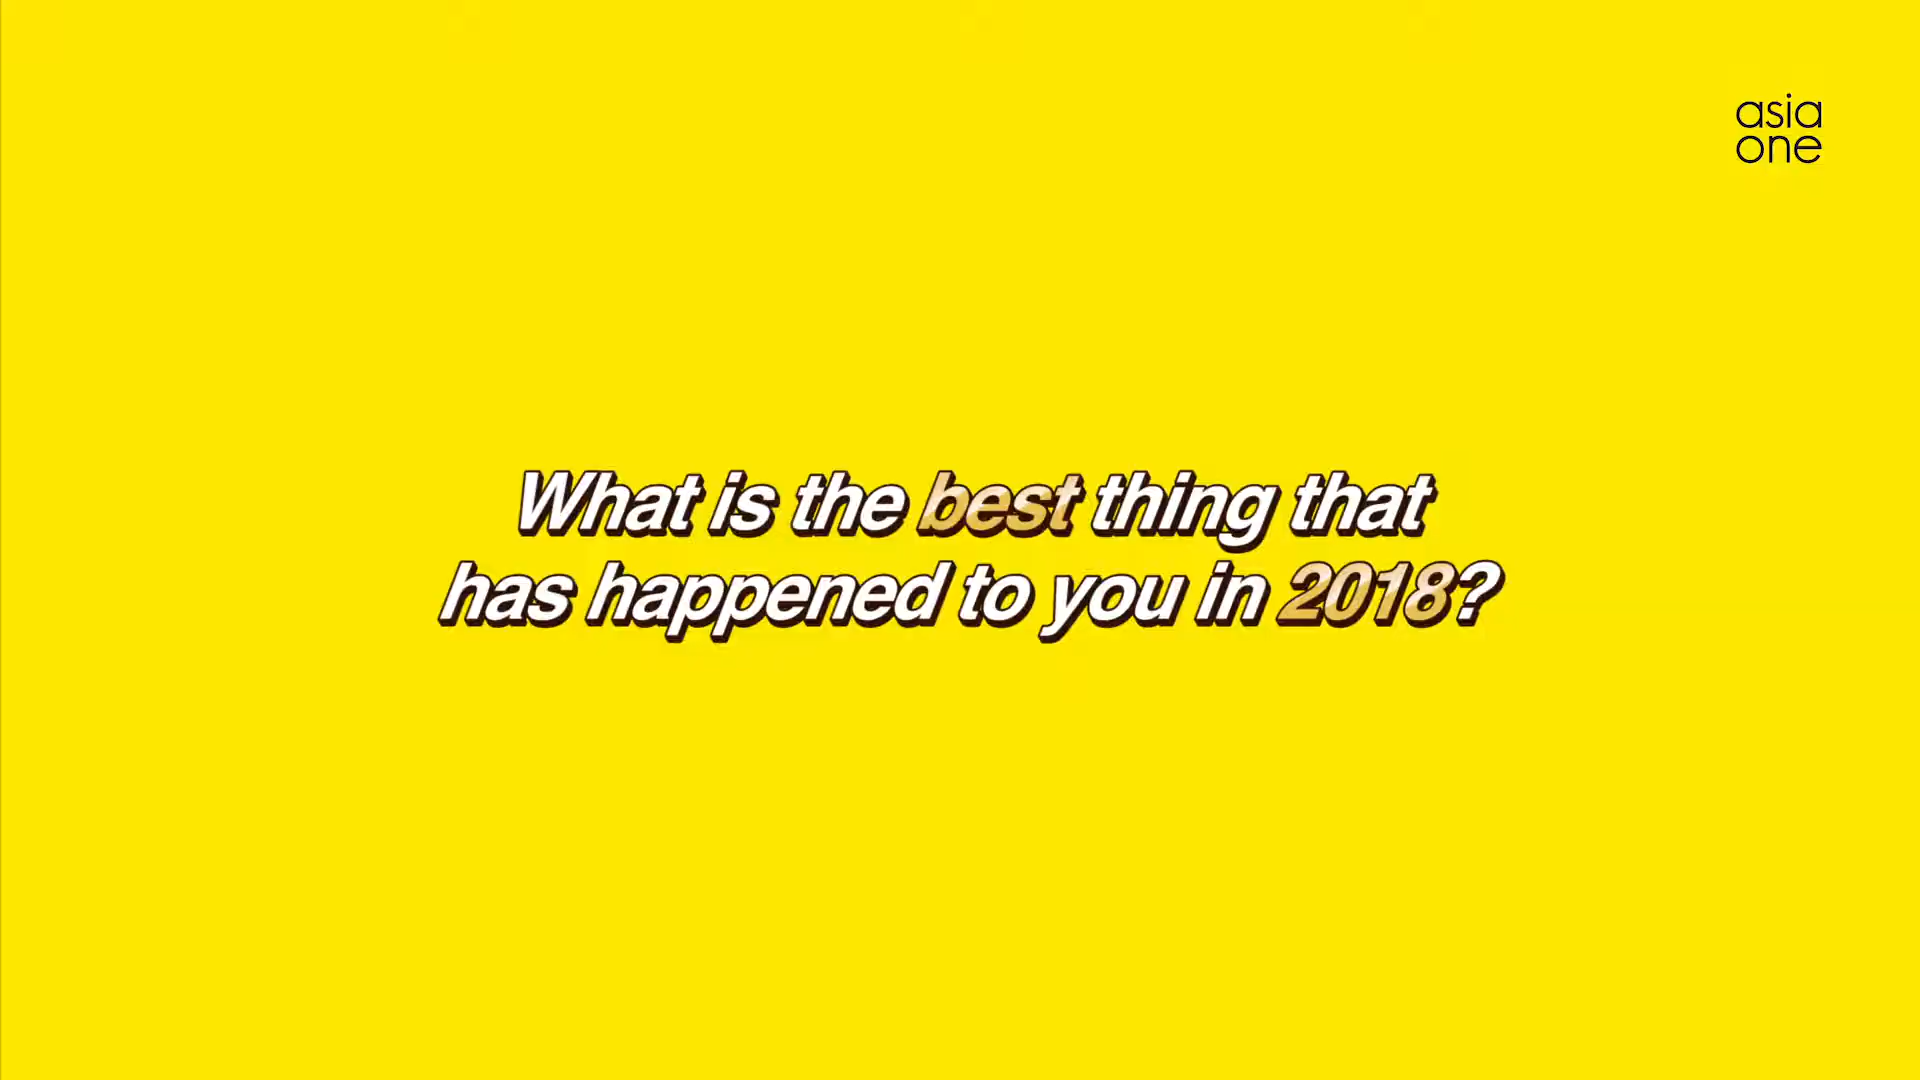 asia
one
What is the best thing that
has happened to you in 2018?